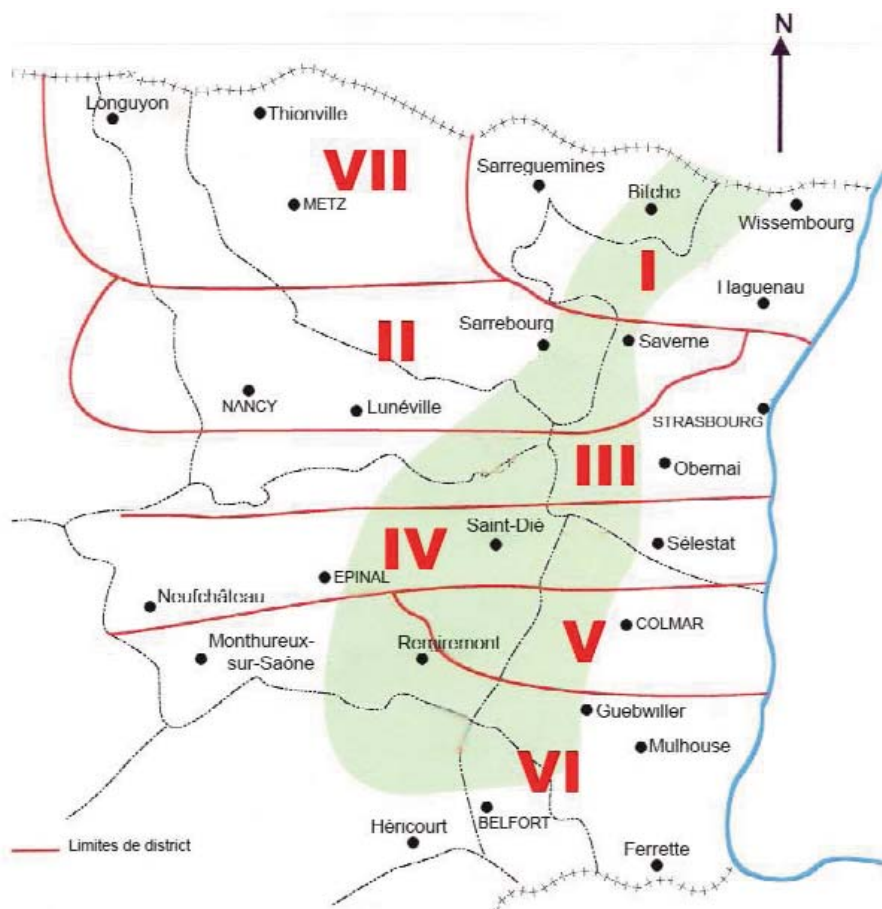 N
Longuyon
Thionville
VII
METZ
Sarreguemines
Bitche
Wissembourg
I
Haguenau
II
Sarrebourg
Saverne
NANCY
Lunéville
STRASBOURG
III
Obernai
IV
Saint-Dié
Sélestat
EPINAL
Neufchâteau
V
COLMAR
Monthureux-
sur-Saône
Remiremont
Guebwiller
Mulhouse
VI
BELFORT
Héricourt
Limites de district
Ferrette